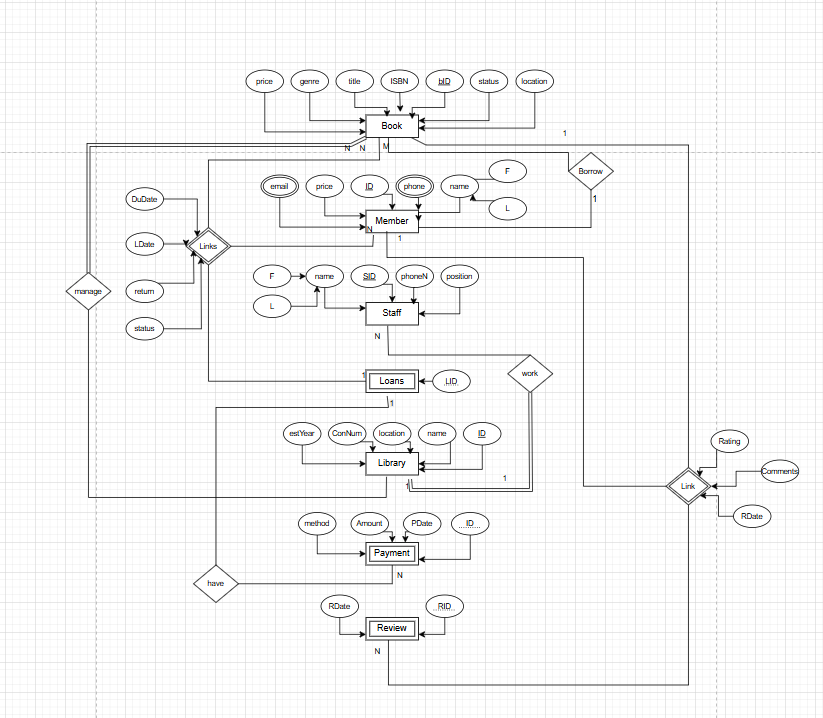 price genre title ISBN bID status location
Book
1
N N M
Borrow
F
email price ID phone name
DuDate
1
L
Member
N
1
LDate
Links
F name SID phoneN position
manage
return
L
Staff
status
N
work
1
Loans
LID
1
estYear ConNum location name ID
Rating
Library
Comments
1
1
Link
RDate
method Amount PDate ID
Payment
N
have
RDate RID
Review
N